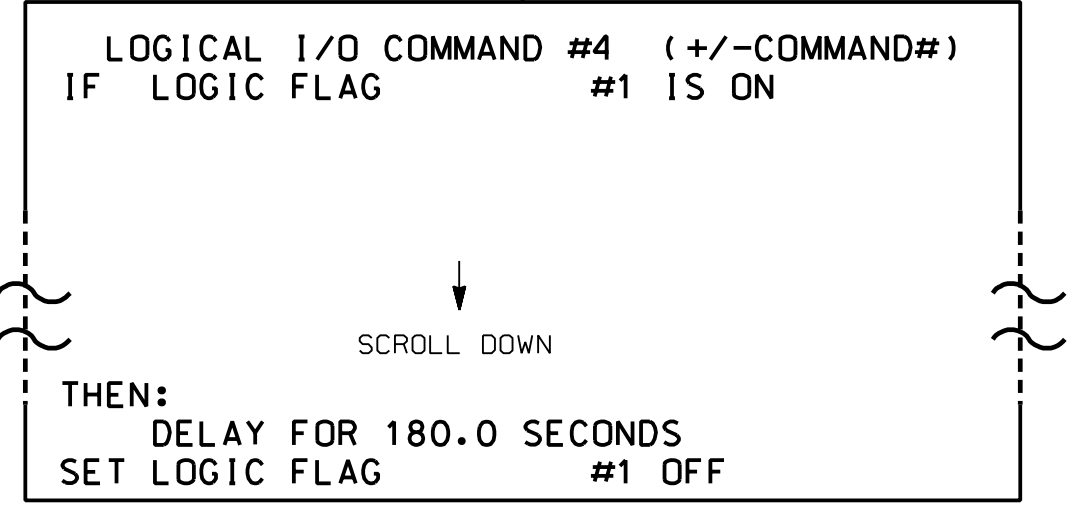 LOGICAL I/O COMMAND #4 (+/-COMMAND#)
IF LOGIC FLAG #1 IS ON
SCROLL DOWN
THEN:
DELAY FOR 180.0 SECONDS
SET LOGIC FLAG #1 OFF